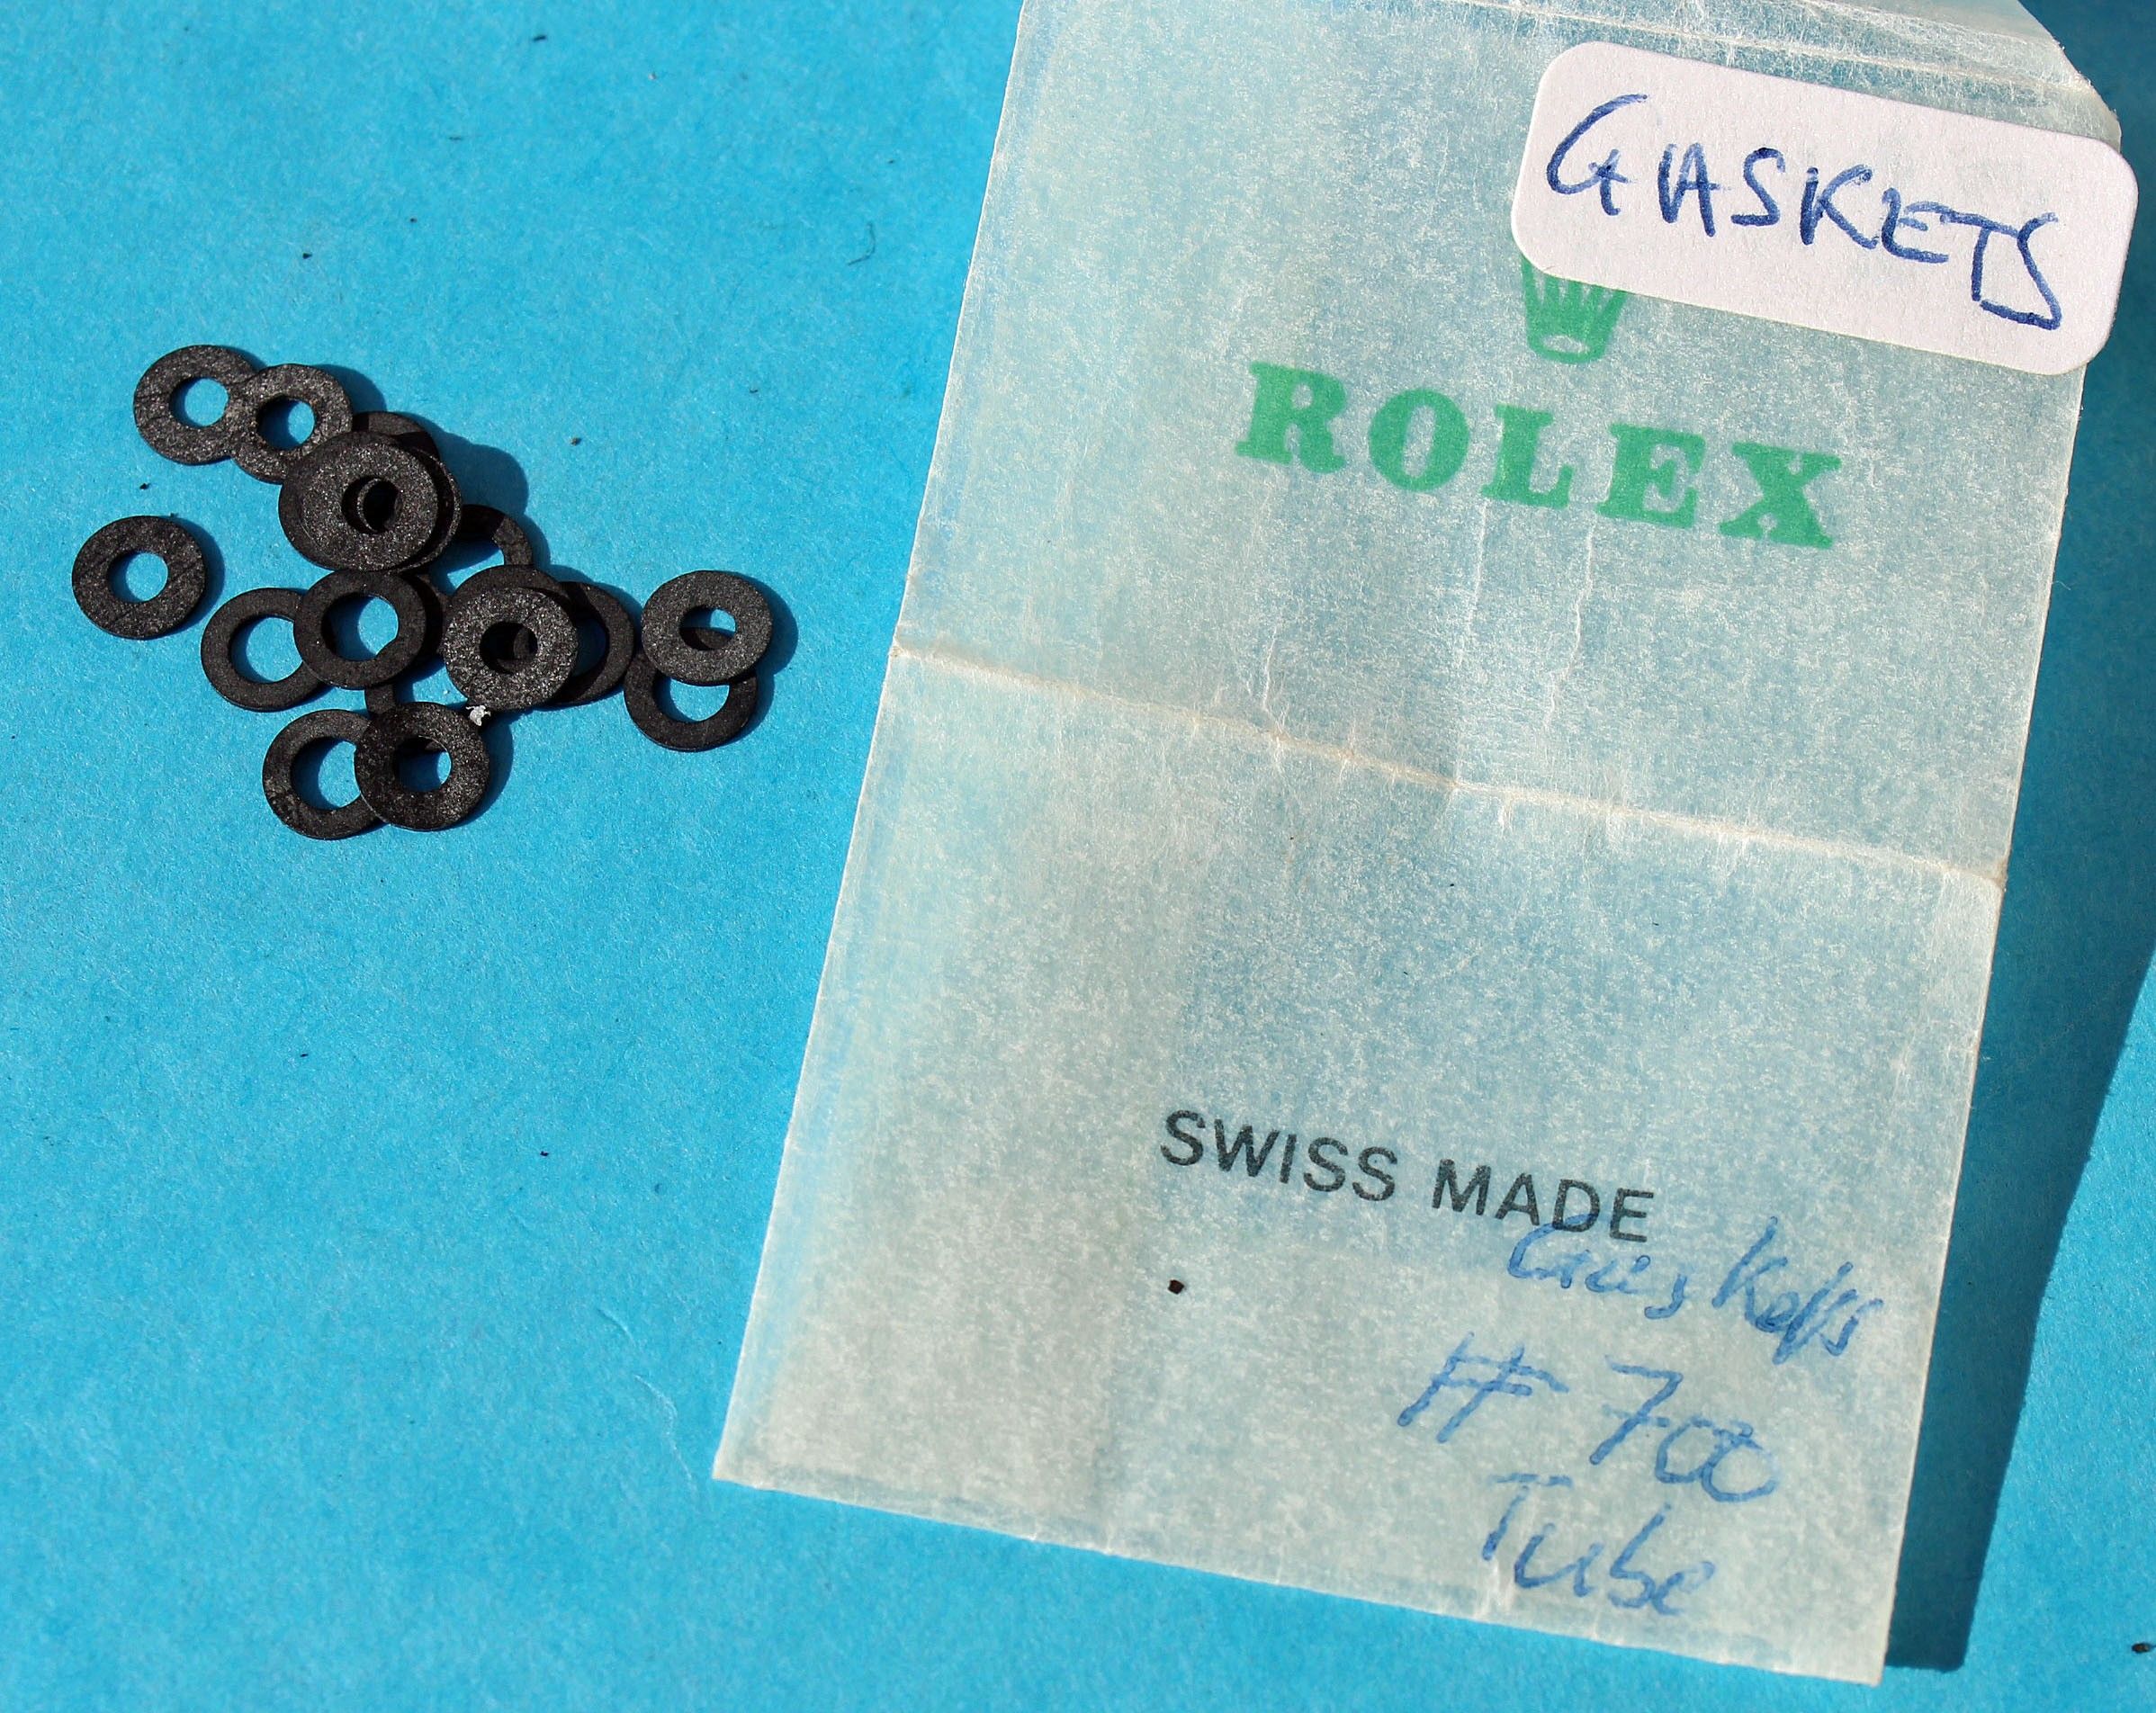 GASKETS
ROLEX
SWISS MADE
Gaskets
# 700
Tube